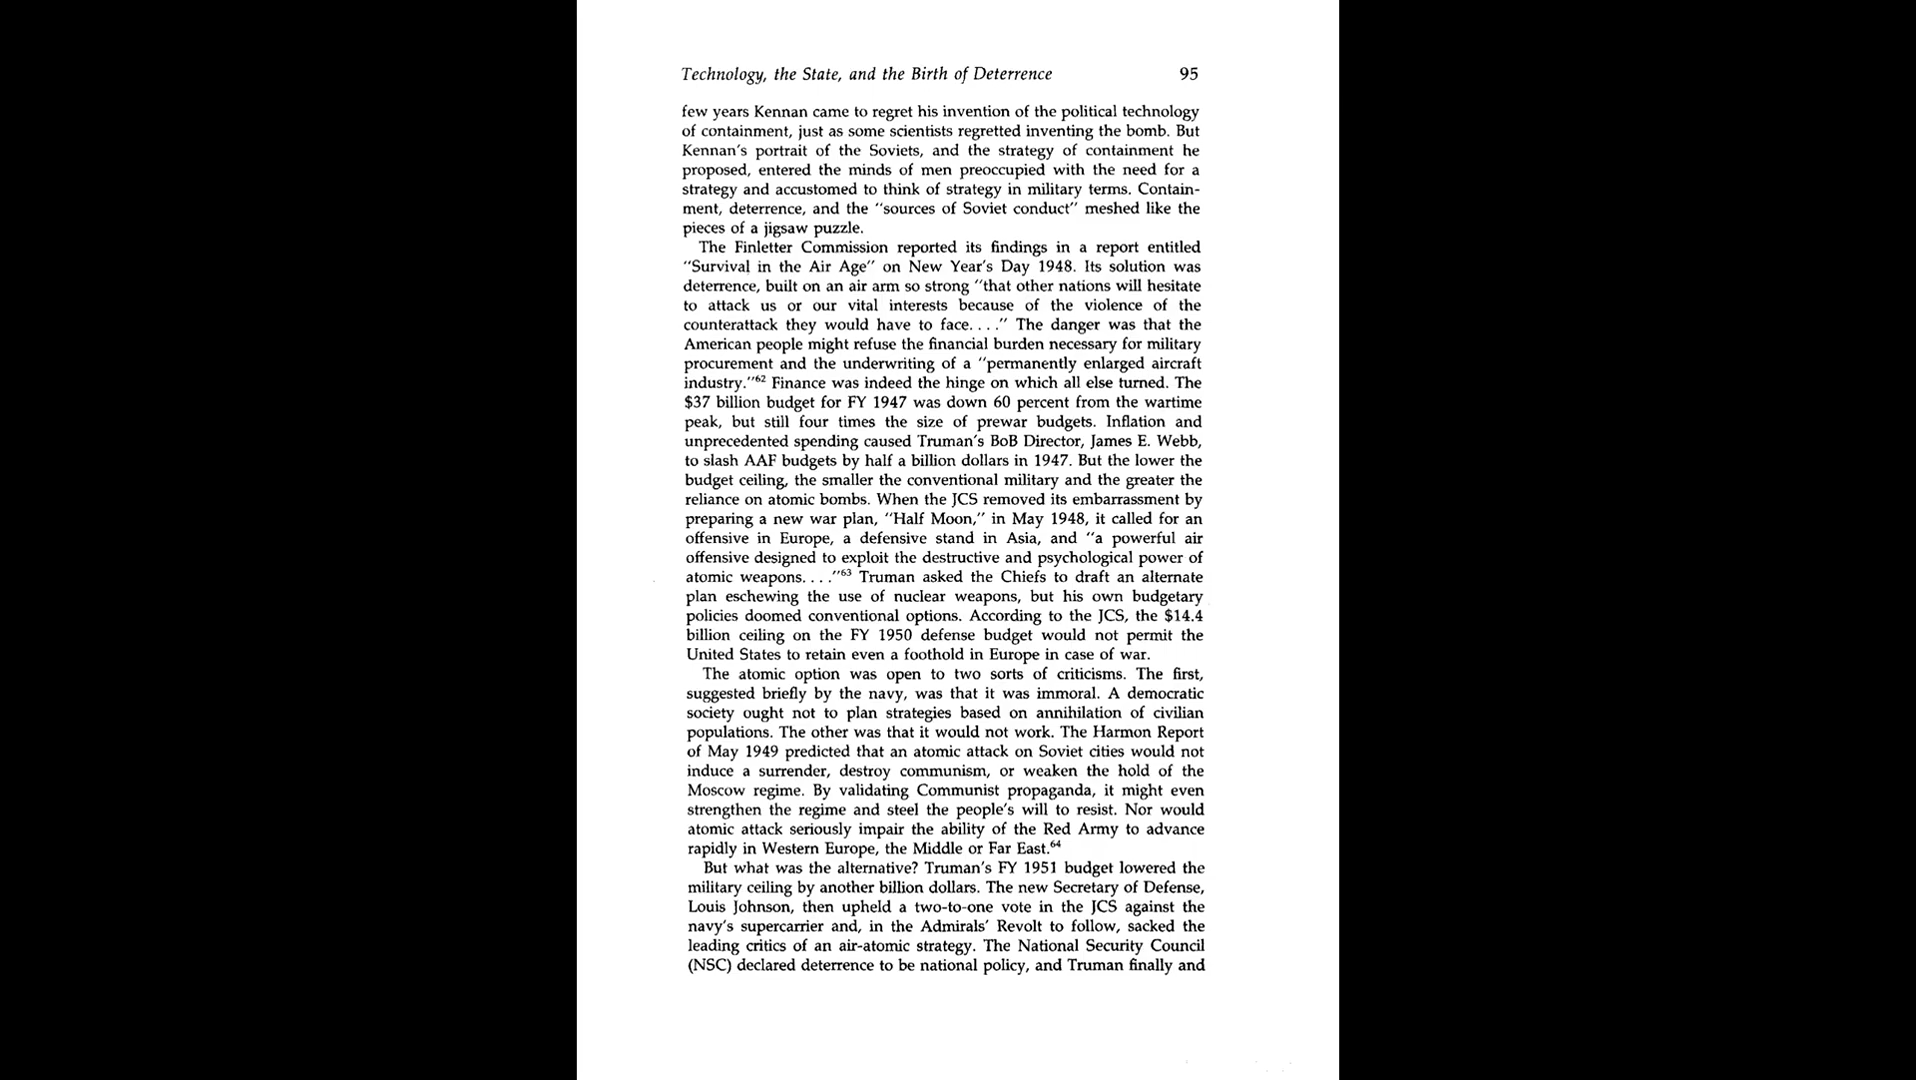 Technology, the State, and the Birth of Deterrence 95
few years Kennan came to regret his invention of the political technology
of containment, just as some scientists regretted inventing the bomb. But
Kennan's portrait of the Soviets, and the strategy of containment he
proposed, entered the minds of men preoccupied with the need for a
strategy and accustomed to think of strategy in military terms. Contain-
ment, deterrence, and the "sources of Soviet conduct" meshed like the
pieces of a jigsaw puzzle.
The Finletter Commission reported its findings in a report entitled
"Survival in the Air Age" on New Year's Day 1948. Its solution was
deterrence, built on an air arm so strong "that other nations will hesitate
to attack us or our vital interests because of the violence of the
counterattack they would have to face. . . ." The danger was that the
American people might refuse the financial burden necessary for military
procurement and the underwriting of a "permanently enlarged aircraft
industry."62 Finance was indeed the hinge on which all else turned. The
$37 billion budget for FY 1947 was down 60 percent from the wartime
peak, but still four times the size of prewar budgets. Inflation and
unprecedented spending caused Truman's BoB Director, James E. Webb,
to slash AAF budgets by half a billion dollars in 1947. But the lower the
budget ceiling, the smaller the conventional military and the greater the
reliance on atomic bombs. When the JCS removed its embarrassment by
preparing a new war plan, "Half Moon," in May 1948, it called for an
offensive in Europe, a defensive stand in Asia, and "a powerful air
offensive designed to exploit the destructive and psychological power of
atomic weapons. . . ."63 Truman asked the Chiefs to draft an alternate
plan eschewing the use of nuclear weapons, but his own budgetary
policies doomed conventional options. According to the JCS, the $14.4
billion ceiling on the FY 1950 defense budget would not permit the
United States to retain even a foothold in Europe in case of war.
The atomic option was open to two sorts of criticisms. The first,
suggested briefly by the navy, was that it was immoral. A democratic
society ought not to plan strategies based on annihilation of civilian
populations. The other was that it would not work. The Harmon Report
of May 1949 predicted that an atomic attack on Soviet cities would not
induce a surrender, destroy communism, or weaken the hold of the
Moscow regime. By validating Communist propaganda, it might even
strengthen the regime and steel the people's will to resist. Nor would
atomic attack seriously impair the ability of the Red Army to advance
rapidly in Western Europe, the Middle or Far East.64
But what was the alternative? Truman's FY 1951 budget lowered the
military ceiling by another billion dollars. The new Secretary of Defense,
Louis Johnson, then upheld a two-to-one vote in the JCS against the
navy's supercarrier and, in the Admirals' Revolt to follow, sacked the
leading critics of an air-atomic strategy. The National Security Council
(NSC) declared deterrence to be national policy, and Truman finally and